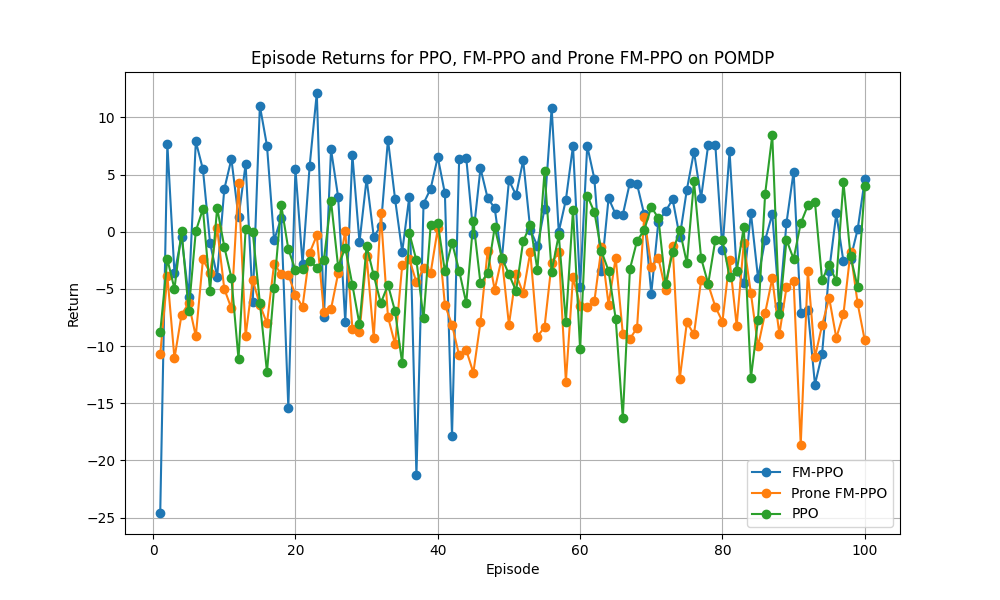 Episode Returns for PPO, FM-PPO and Prone FM-PPO on POMDP
10
5
0
−5
−10
−15
−20
−25
Return
0 20 40 60 80 100
Episode
FM-PPO
Prone FM-PPO
PPO